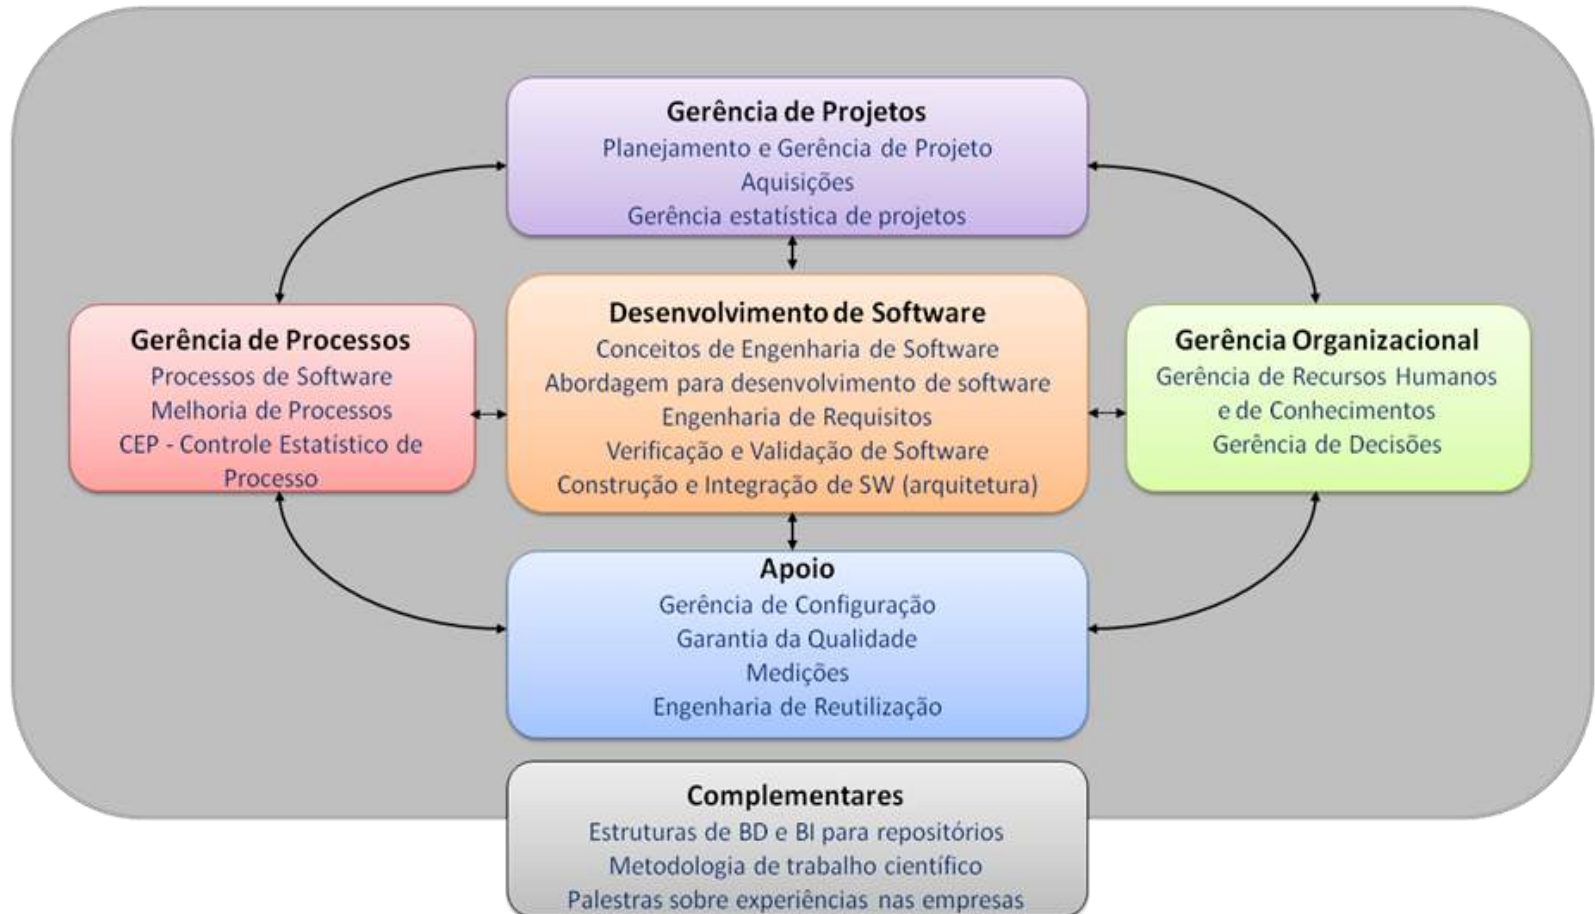 Gerência de Projetos
Planejamento e Gerência de Projeto
Aquisições
Gerência estatística de projetos
Gerência de Processos
Processos de Software
Melhoria de Processos
CEP - Controle Estatístico de
Processo
Desenvolvimento de Software
Conceitos de Engenharia de Software
Abordagem para desenvolvimento de software
Engenharia de Requisitos
Verificação e Validação de Software
Construção e Integração de SW (arquitetura)
Gerência Organizacional
Gerência de Recursos Humanos
e de Conhecimentos
Gerência de Decisões
Apoio
Gerência de Configuração
Garantia da Qualidade
Medições
Engenharia de Reutilização
Complementares
Estruturas de BD e BI para repositórios
Metodologia de trabalho científico
Palestras sobre experiências nas empresas